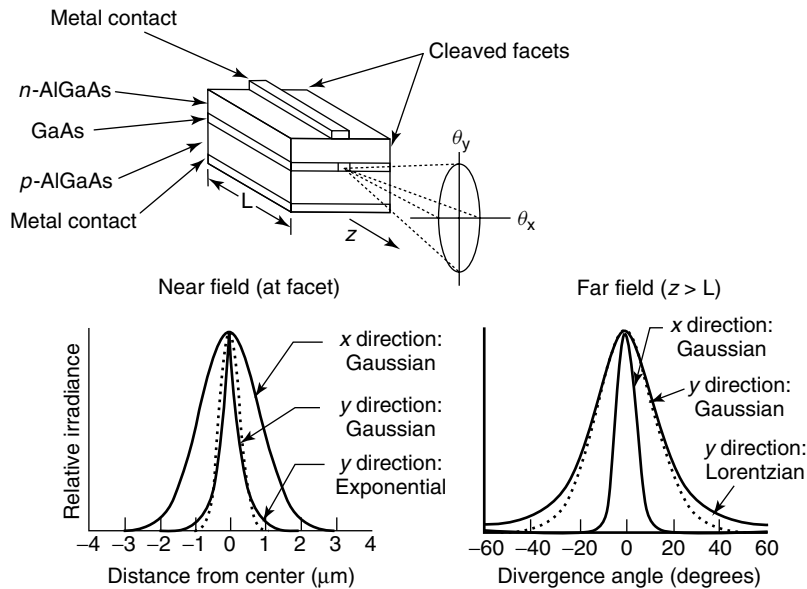 Metal contact
Cleaved facets
n-AlGaAs
GaAs
p-AlGaAs
Metal contact
L
z
θy
θx
Near field (at facet)
Far field (z > L)
Relative irradiance
x direction:
Gaussian
y direction:
Gaussian
y direction:
Exponential
−4 −3 −2 −1 0 1 2 3 4
Distance from center (μm)
x direction:
Gaussian
y direction:
Gaussian
y direction:
Lorentzian
−60 −40 −20 0 20 40 60
Divergence angle (degrees)